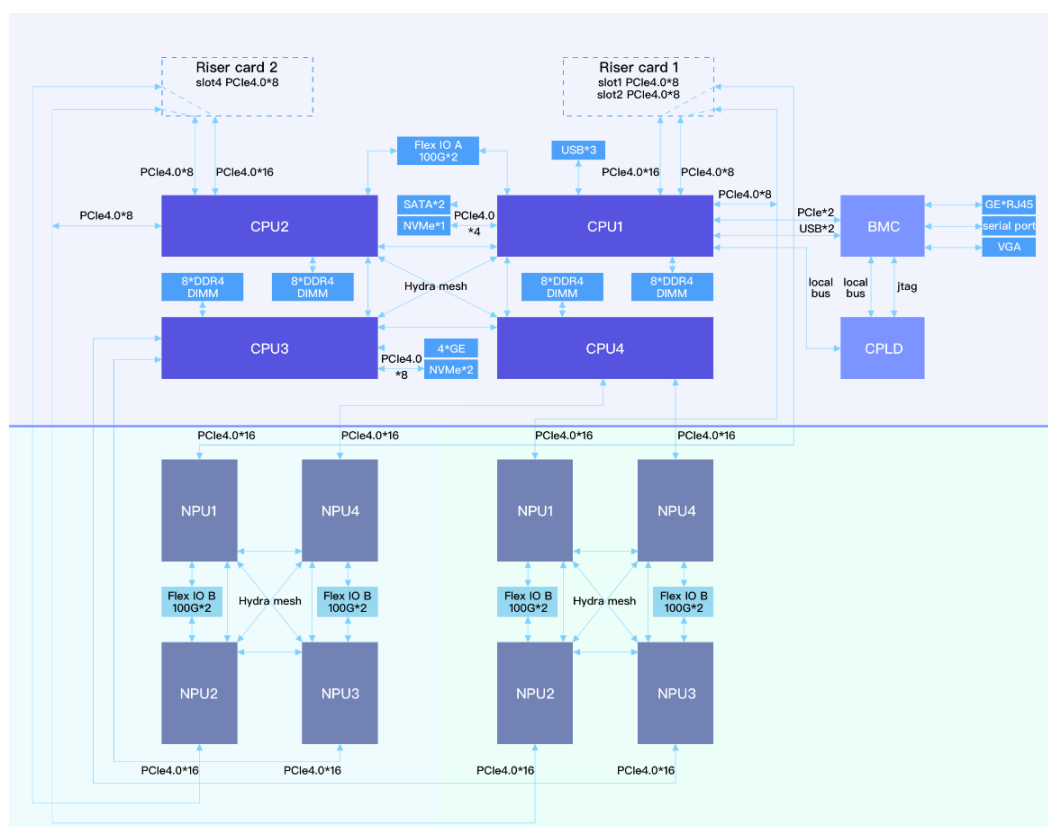 Riser card 2
slot4 PCIe4.0*8
Riser card 1
slot1 PCIe4.0*8
slot2 PCIe4.0*8
Flex IO A
100G*2
USB*3
PCIe4.0*8
PCIe4.0*16
PCIe4.0*16
PCIe4.0*8
PCIe4.0*8
PCIe4.0*8
CPU2
SATA*2
NVMe*1
PCIe4.0
*4
CPU1
PCIe*2
USB*2
BMC
GE*RJ45
serial port
VGA
8*DDR4
DIMM
8*DDR4
DIMM
Hydra mesh
8*DDR4
DIMM
8*DDR4
DIMM
local
bus
local
bus
jtag
CPU3
PCIe4.0
*8
4*GE
NVMe*2
CPU4
CPLD
PCIe4.0*16
PCIe4.0*16
PCIe4.0*16
PCIe4.0*16
NPU1
NPU4
NPU1
NPU4
Flex IO B
100G*2
Hydra mesh
Flex IO B
100G*2
Flex IO B
100G*2
Hydra mesh
Flex IO B
100G*2
NPU2
NPU3
NPU2
NPU3
PCIe4.0*16
PCIe4.0*16
PCIe4.0*16
PCIe4.0*16